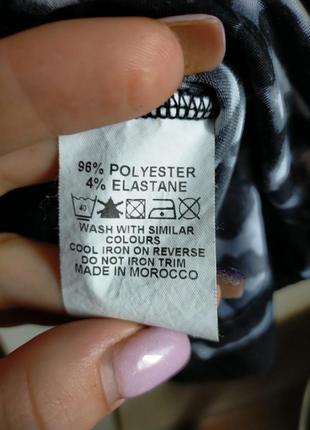 96% POLYESTER
4% ELASTANE
40
WASH WITH SIMILAR
COLOURS
COOL IRON ON REVERSE
DO NOT IRON TRIM
MADE IN MOROCCO